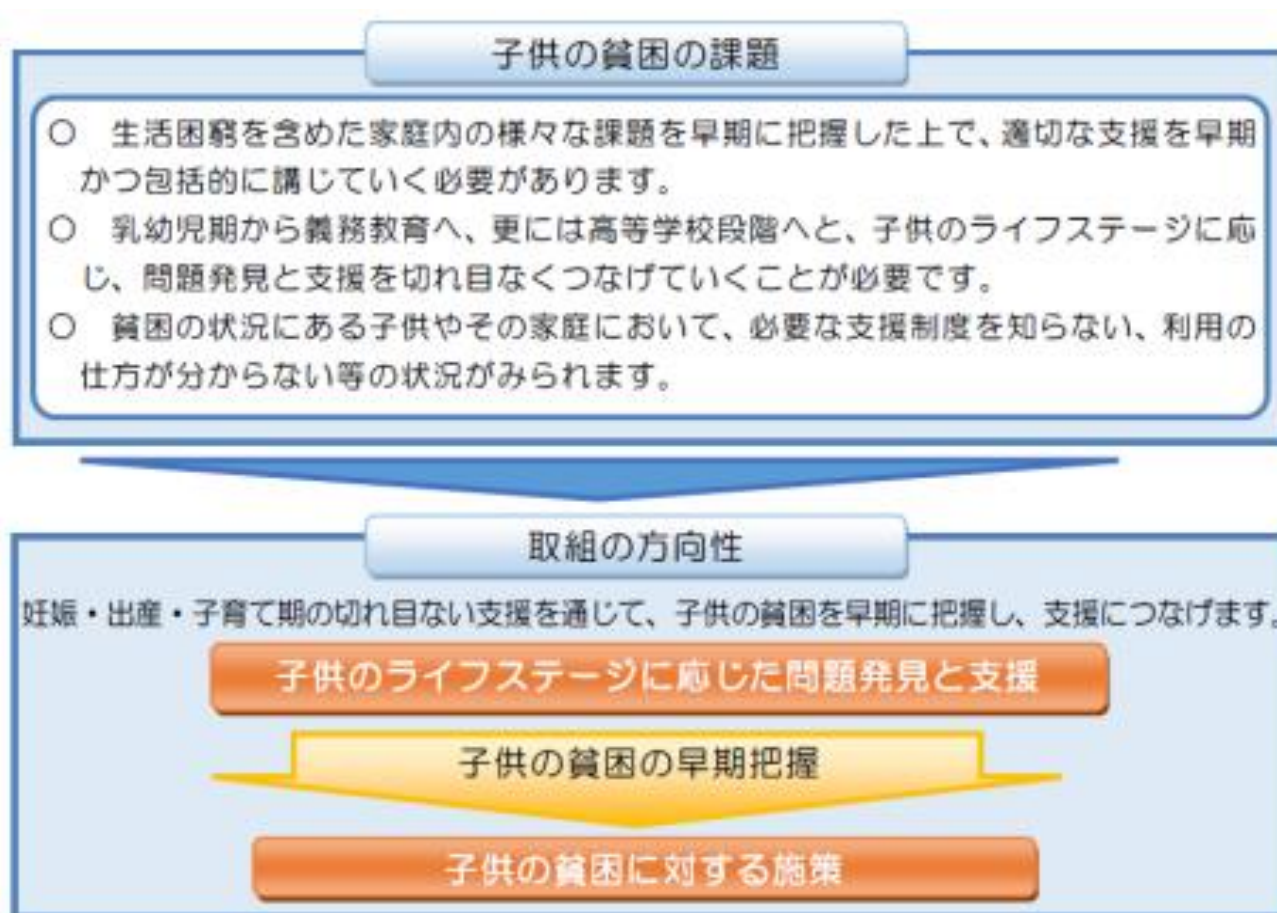 子供の貧困の課題
○　生活困窮を含めた家庭内の様々な課題を早期に把握した上で、適切な支援を早期
かつ包括的に講じていく必要があります。
○　乳幼児期から義務教育へ、更には高等学校段階へと、子供のライフステージに応
じ、問題発見と支援を切れ目なくつなげていくことが必要です。
○　貧困の状況にある子供やその家庭において、必要な支援制度を知らない、利用の
仕方が分からない等の状況がみられます。
取組の方向性
妊娠・出産・子育て期の切れ目ない支援を通じて、子供の貧困を早期に把握し、支援につなげます。
子供のライフステージに応じた問題発見と支援
子供の貧困の早期把握
子供の貧困に対する施策